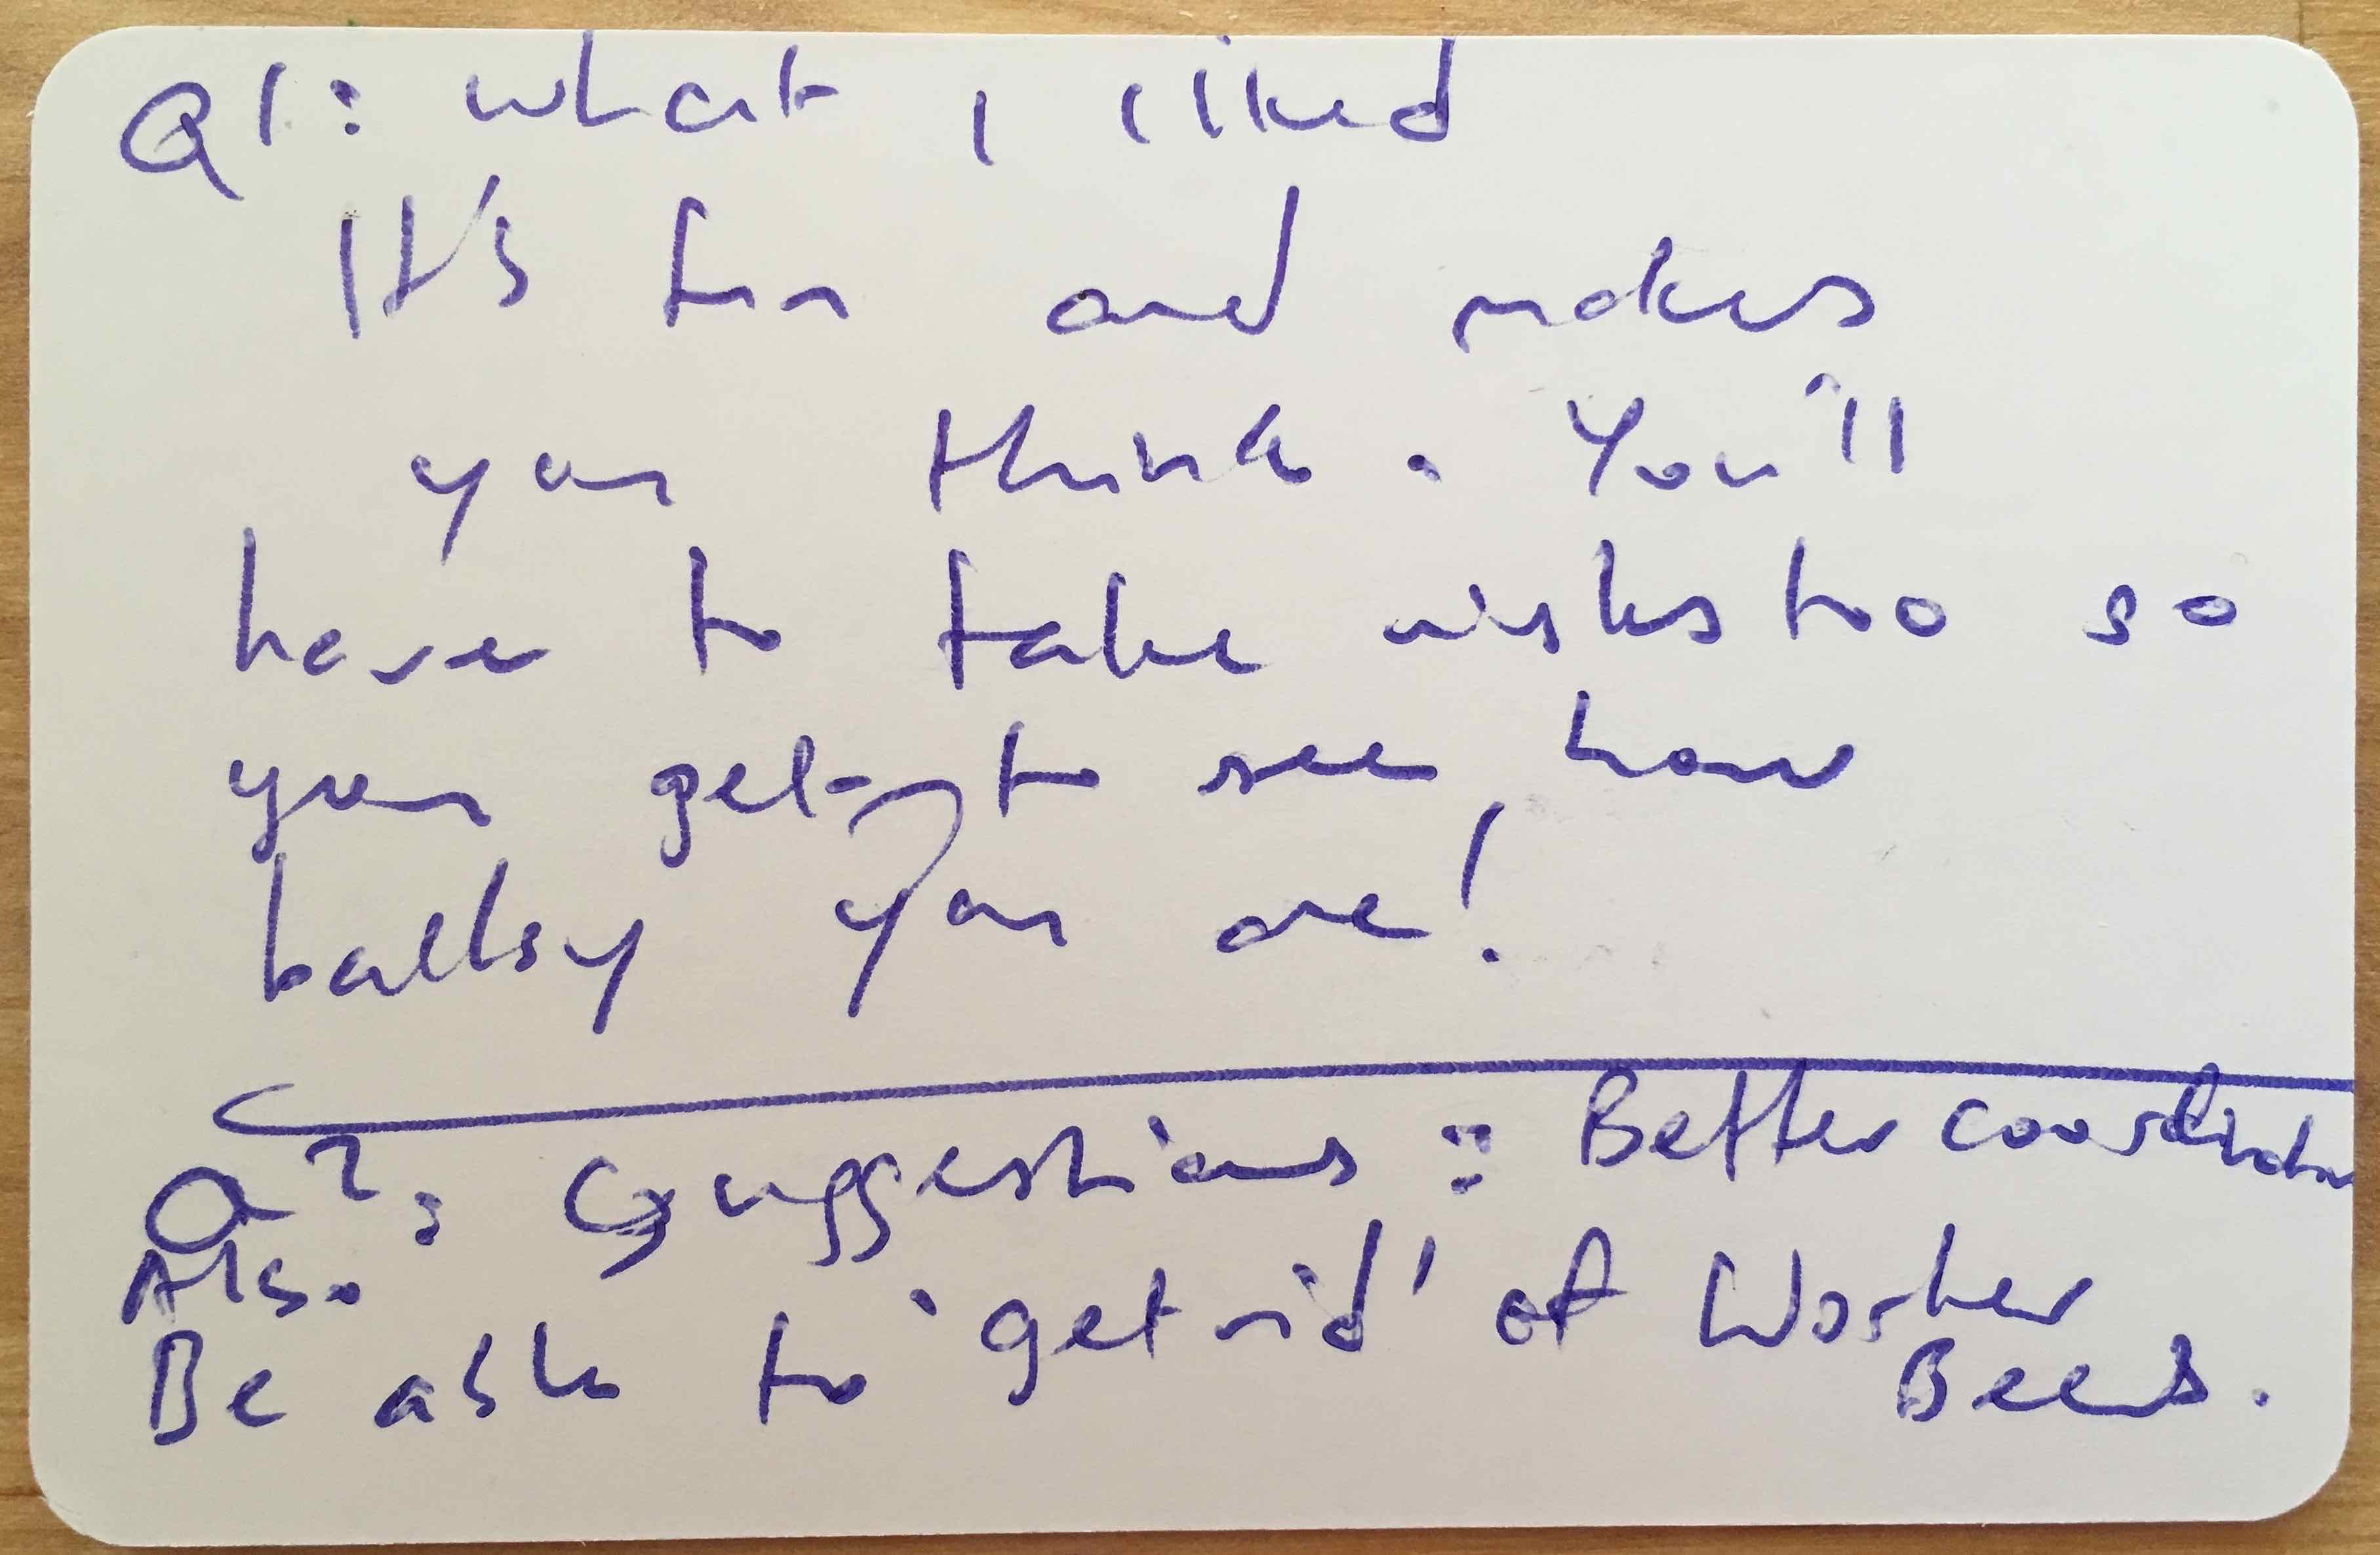 Q1: What I liked
It's fun and makes
you think. You'll
have to take risks too so
you get to see how
ballsy you are!
Q2: Suggestions: Better coordination
Also
Be able to 'get rid' of Worker
Bees.